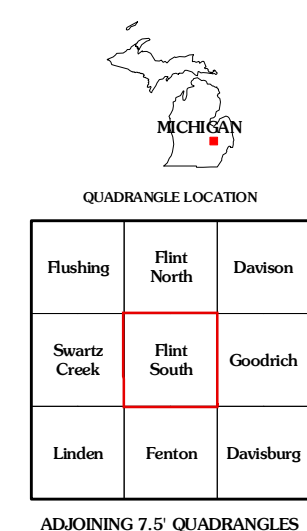 MICHIGAN
QUADRANGLE LOCATION
Flushing
Flint
North
Davison
Swartz
Creek
Flint
South
Goodrich
Linden
Fenton
Davisburg
ADJOINING 7.5' QUADRANGLES